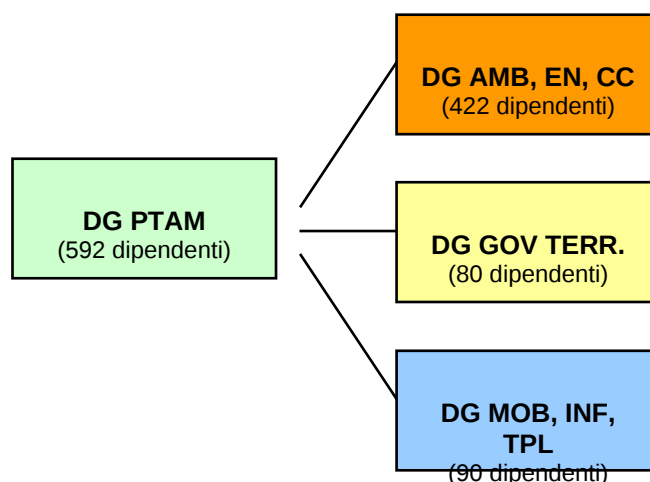 DG AMB, EN, CC
(422 dipendenti)
DG PTAM
(592 dipendenti)
DG GOV TERR.
(80 dipendenti)
DG MOB, INF,
TPL
(90 dipendenti)